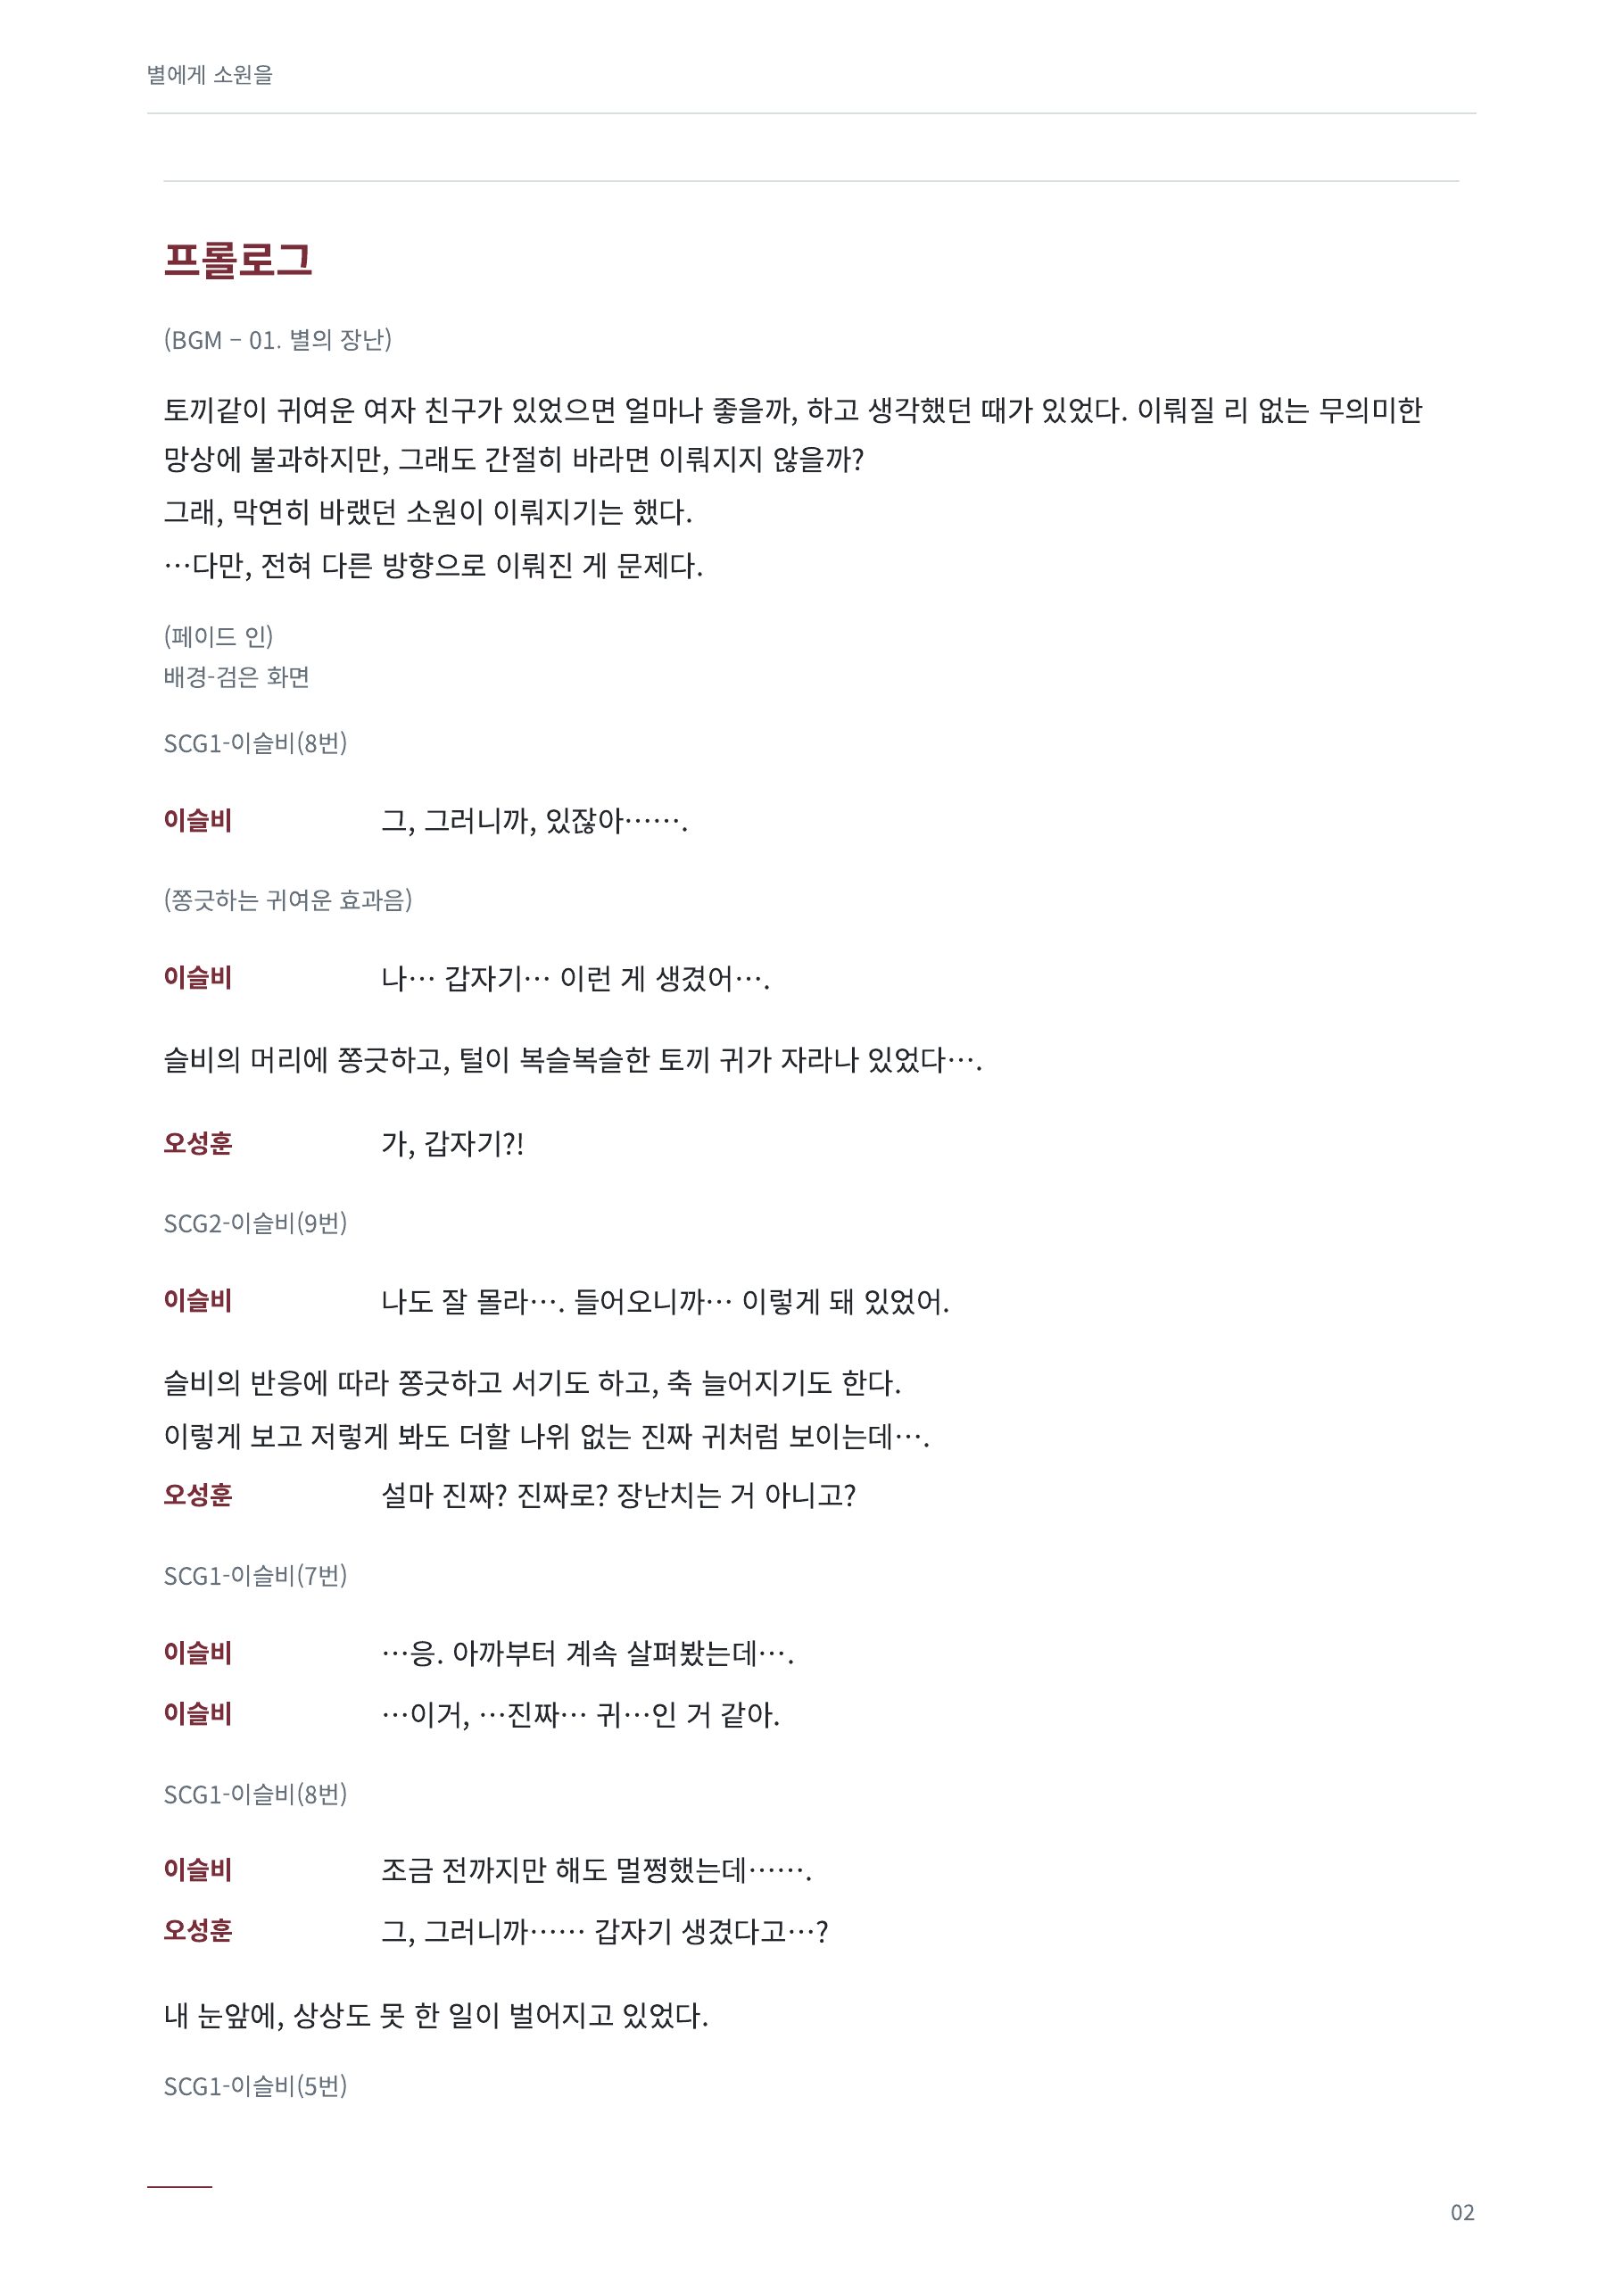 별에게 소원을
프롤로그
(BGM – 01. 별의 장난)
토끼같이 귀여운 여자 친구가 있었으면 얼마나 좋을까, 하고 생각했던 때가 있었다. 이뤄질 리 없는 무의미한
망상에 불과하지만, 그래도 간절히 바라면 이뤄지지 않을까?
그래, 막연히 바랬던 소원이 이뤄지기는 했다.
…다만, 전혀 다른 방향으로 이뤄진 게 문제다.
(페이드 인)
배경-검은 화면
SCG1-이슬비(8번)
이슬비 그, 그러니까, 있잖아…….
(쫑긋하는 귀여운 효과음)
이슬비 나… 갑자기… 이런 게 생겼어….
슬비의 머리에 쫑긋하고, 털이 복슬복슬한 토끼 귀가 자라나 있었다….
오성훈 가, 갑자기?!
SCG2-이슬비(9번)
이슬비 나도 잘 몰라…. 들어오니까… 이렇게 돼 있었어.
슬비의 반응에 따라 쫑긋하고 서기도 하고, 축 늘어지기도 한다.
이렇게 보고 저렇게 봐도 더할 나위 없는 진짜 귀처럼 보이는데….
오성훈 설마 진짜? 진짜로? 장난치는 거 아니고?
SCG1-이슬비(7번)
이슬비 …응. 아까부터 계속 살펴봤는데….
이슬비 …이거, …진짜… 귀…인 거 같아.
SCG1-이슬비(8번)
이슬비 조금 전까지만 해도 멀쩡했는데…….
오성훈 그, 그러니까…… 갑자기 생겼다고…?
내 눈앞에, 상상도 못 한 일이 벌어지고 있었다.
SCG1-이슬비(5번)
02